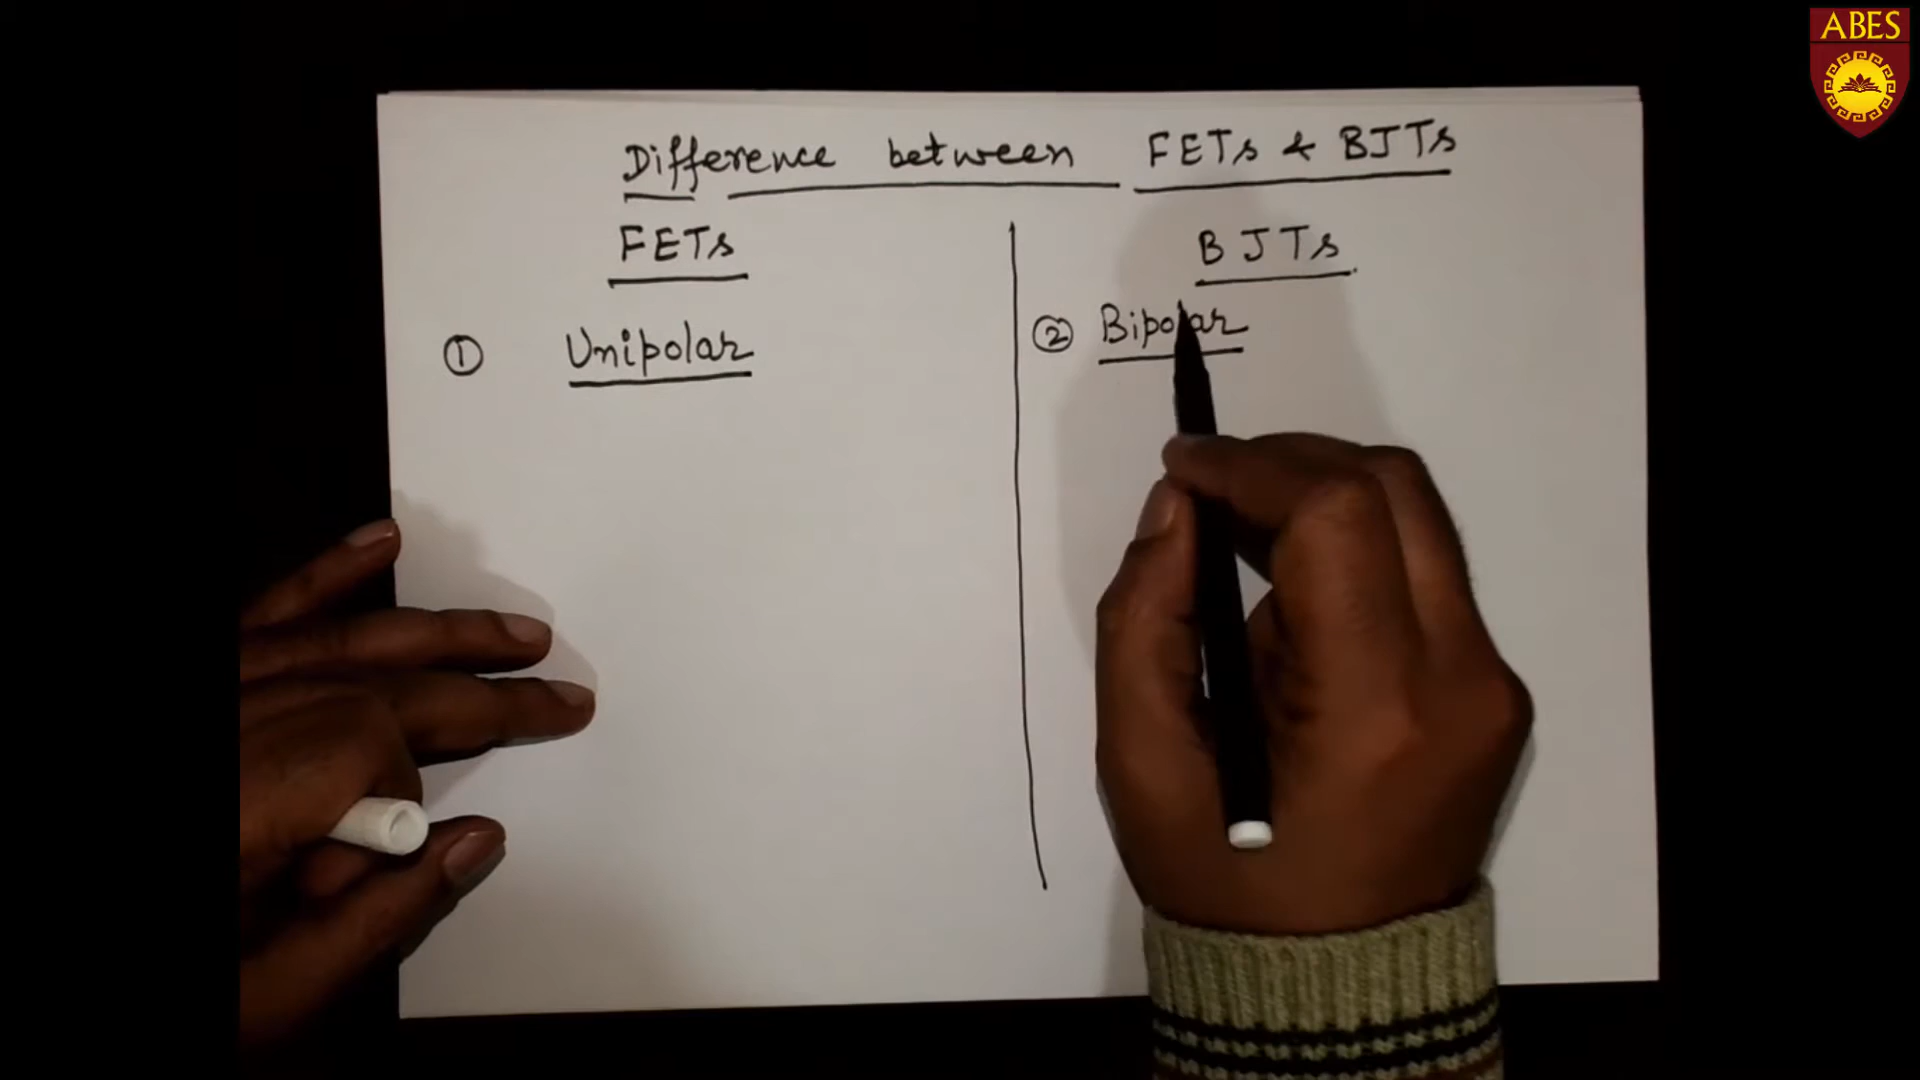 ABES
Difference between FETs & BJTs
FETs
BJTs
① Unipolar
② Bipolar